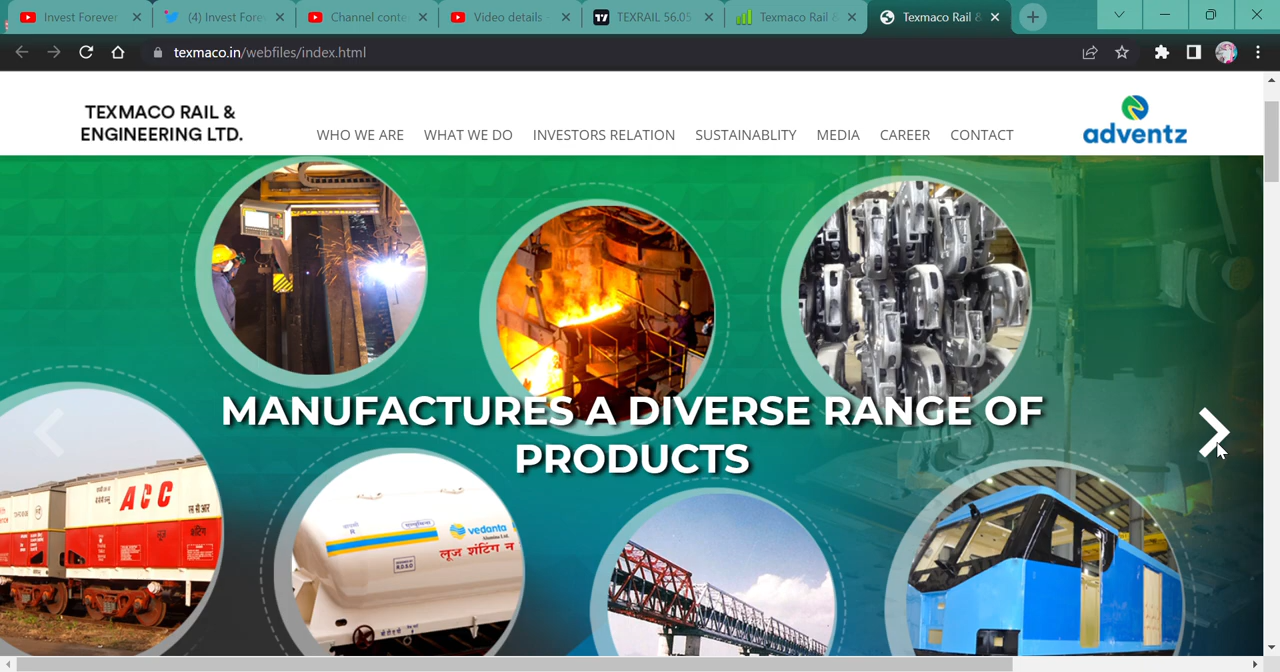 Invest Forever
(4) Invest Fore
Channel conte
Video details -
TEXRAIL 56.05
Texmaco Rail &
Texmaco Rail &
texmaco.in/webfiles/index.html
TEXMACO RAIL &
ENGINEERING LTD.
WHO WE ARE
WHAT WE DO
INVESTORS RELATION
SUSTAINABLITY
MEDIA
CAREER
CONTACT
adventz
MANUFACTURES A DIVERSE RANGE OF
PRODUCTS
ACC
लूज
शंटिंग
vedanta
लूज शंटिंग न